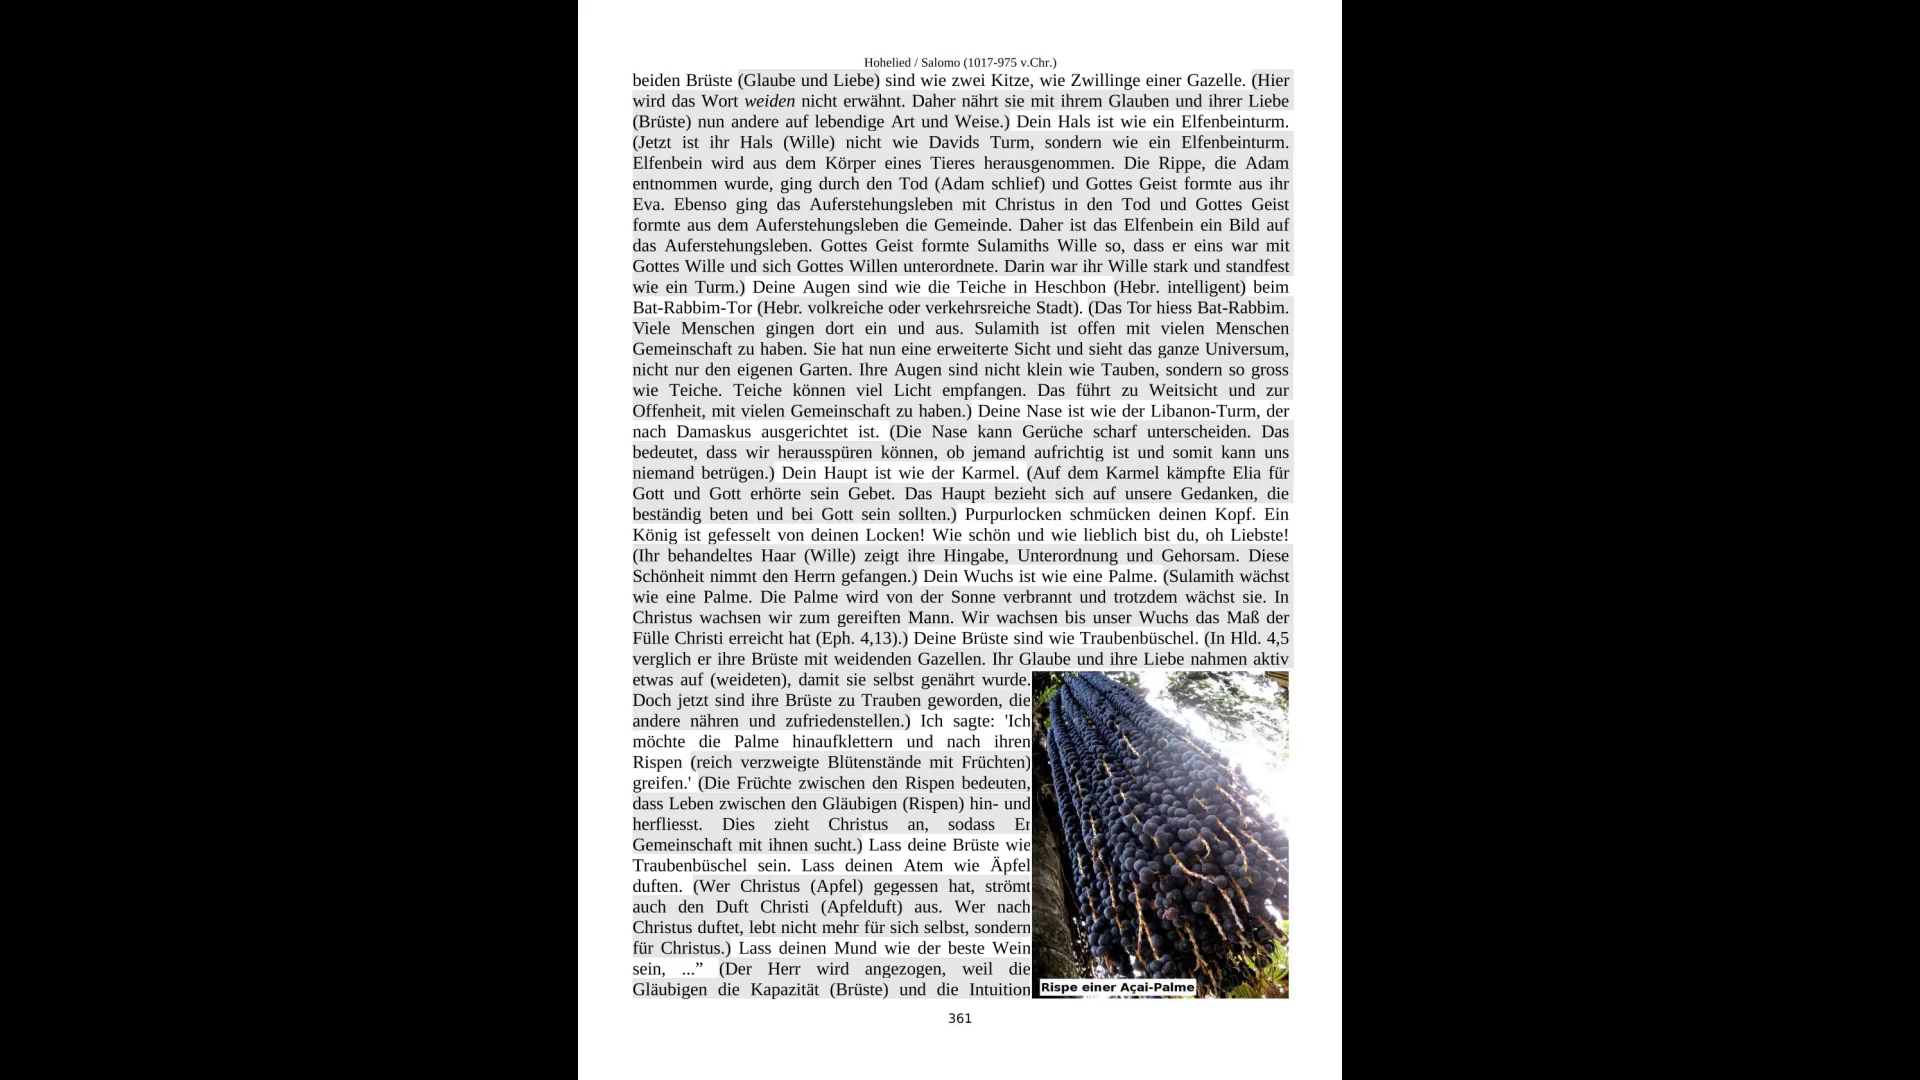 Hohelied / Salomo (1017-975 v.Chr.)
beiden Brüste (Glaube und Liebe) sind wie zwei Kitze, wie Zwillinge einer Gazelle. (Hier
wird das Wort weiden nicht erwähnt. Daher nährt sie mit ihrem Glauben und ihrer Liebe
(Brüste) nun andere auf lebendige Art und Weise.) Dein Hals ist wie ein Elfenbeinturm.
(Jetzt ist ihr Hals (Wille) nicht wie Davids Turm, sondern wie ein Elfenbeinturm.
Elfenbein wird aus dem Körper eines Tieres herausgenommen. Die Rippe, die Adam
entnommen wurde, ging durch den Tod (Adam schlief) und Gottes Geist formte aus ihr
Eva. Ebenso ging das Auferstehungsleben mit Christus in den Tod und Gottes Geist
formte aus dem Auferstehungsleben die Gemeinde. Daher ist das Elfenbein ein Bild auf
das Auferstehungsleben. Gottes Geist formte Sulamiths Wille so, dass er eins war mit
Gottes Wille und sich Gottes Willen unterordnete. Darin war ihr Wille stark und standfest
wie ein Turm.) Deine Augen sind wie die Teiche in Heschbon (Hebr. intelligent) beim
Bat-Rabbim-Tor (Hebr. volkreiche oder verkehrsreiche Stadt). (Das Tor hiess Bat-Rabbim.
Viele Menschen gingen dort ein und aus. Sulamith ist offen mit vielen Menschen
Gemeinschaft zu haben. Sie hat nun eine erweiterte Sicht und sieht das ganze Universum,
nicht nur den eigenen Garten. Ihre Augen sind nicht klein wie Tauben, sondern so gross
wie Teiche. Teiche können viel Licht empfangen. Das führt zu Weitsicht und zur
Offenheit, mit vielen Gemeinschaft zu haben.) Deine Nase ist wie der Libanon-Turm, der
nach Damaskus ausgerichtet ist. (Die Nase kann Gerüche scharf unterscheiden. Das
bedeutet, dass wir herausspüren können, ob jemand aufrichtig ist und somit kann uns
niemand betrügen.) Dein Haupt ist wie der Karmel. (Auf dem Karmel kämpfte Elia für
Gott und Gott erhörte sein Gebet. Das Haupt bezieht sich auf unsere Gedanken, die
beständig beten und bei Gott sein sollten.) Purpurlocken schmücken deinen Kopf. Ein
König ist gefesselt von deinen Locken! Wie schön und wie lieblich bist du, oh Liebste!
(Ihr behandeltes Haar (Wille) zeigt ihre Hingabe, Unterordnung und Gehorsam. Diese
Schönheit nimmt den Herrn gefangen.) Dein Wuchs ist wie eine Palme. (Sulamith wächst
wie eine Palme. Die Palme wird von der Sonne verbrannt und trotzdem wächst sie. In
Christus wachsen wir zum gereiften Mann. Wir wachsen bis unser Wuchs das Maß der
Fülle Christi erreicht hat (Eph. 4,13).) Deine Brüste sind wie Traubenbüschel. (In Hld. 4,5
verglich er ihre Brüste mit weidenden Gazellen. Ihr Glaube und ihre Liebe nahmen aktiv
etwas auf (weideten), damit sie selbst genährt wurde.
Doch jetzt sind ihre Brüste zu Trauben geworden, die
andere nähren und zufriedenstellen.) Ich sagte: 'Ich
möchte die Palme hinaufklettern und nach ihren
Rispen (reich verzweigte Blütenstände mit Früchten)
greifen.' (Die Früchte zwischen den Rispen bedeuten,
dass Leben zwischen den Gläubigen (Rispen) hin- und
herfliesst. Dies zieht Christus an, sodass Er
Gemeinschaft mit ihnen sucht.) Lass deine Brüste wie
Traubenbüschel sein. Lass deinen Atem wie Äpfel
duften. (Wer Christus (Apfel) gegessen hat, strömt
auch den Duft Christi (Apfelduft) aus. Wer nach
Christus duftet, lebt nicht mehr für sich selbst, sondern
für Christus.) Lass deinen Mund wie der beste Wein
sein, ...” (Der Herr wird angezogen, weil die
Gläubigen die Kapazität (Brüste) und die Intuition
Rispe einer Açai-Palme
361